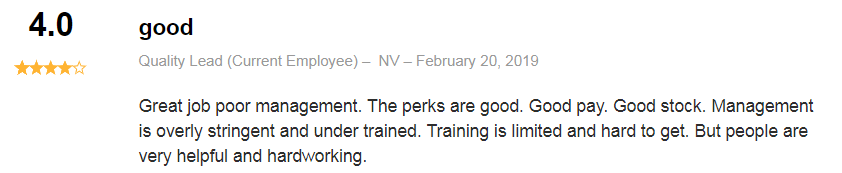 4.0
good
Quality Lead (Current Employee) – NV – February 20, 2019
Great job poor management. The perks are good. Good pay. Good stock. Management
is overly stringent and under trained. Training is limited and hard to get. But people are
very helpful and hardworking.